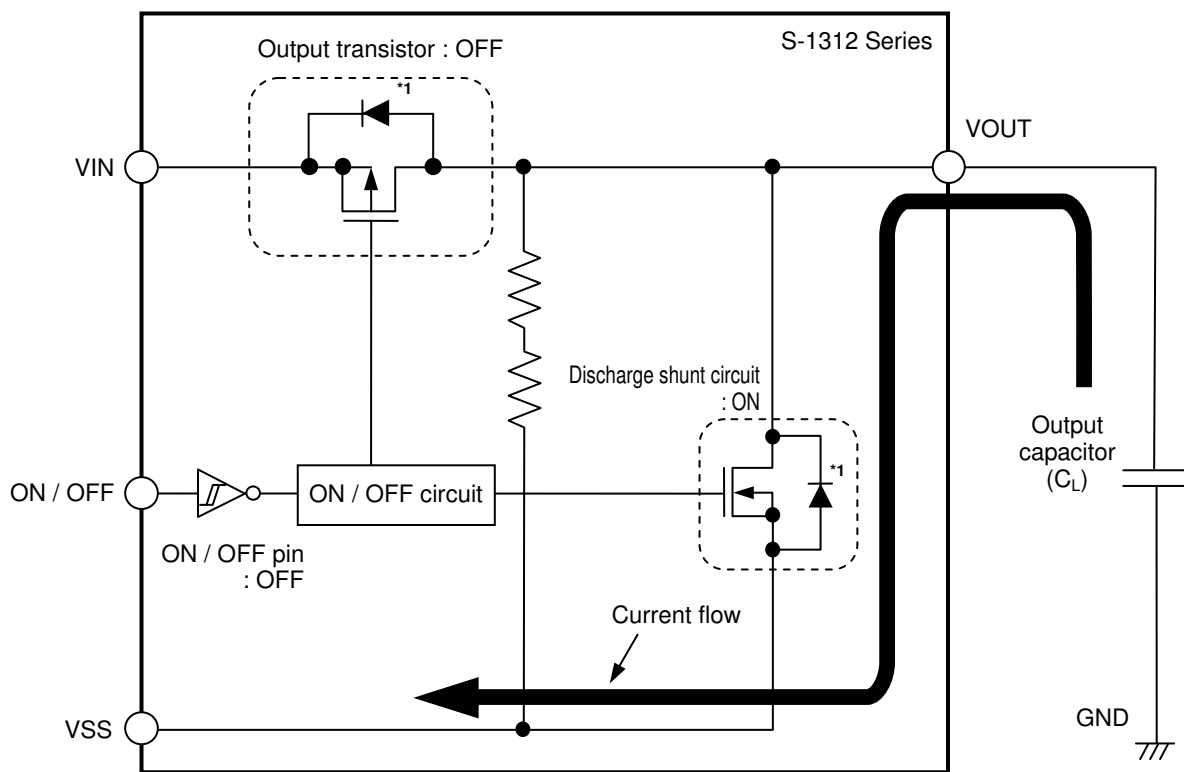 S-1312 Series
Output transistor : OFF
*1
VOUT
VIN
Discharge shunt circuit
: ON
*1
Output
capacitor
(CL)
ON / OFF
ON / OFF circuit
ON / OFF pin
: OFF
Current flow
GND
VSS